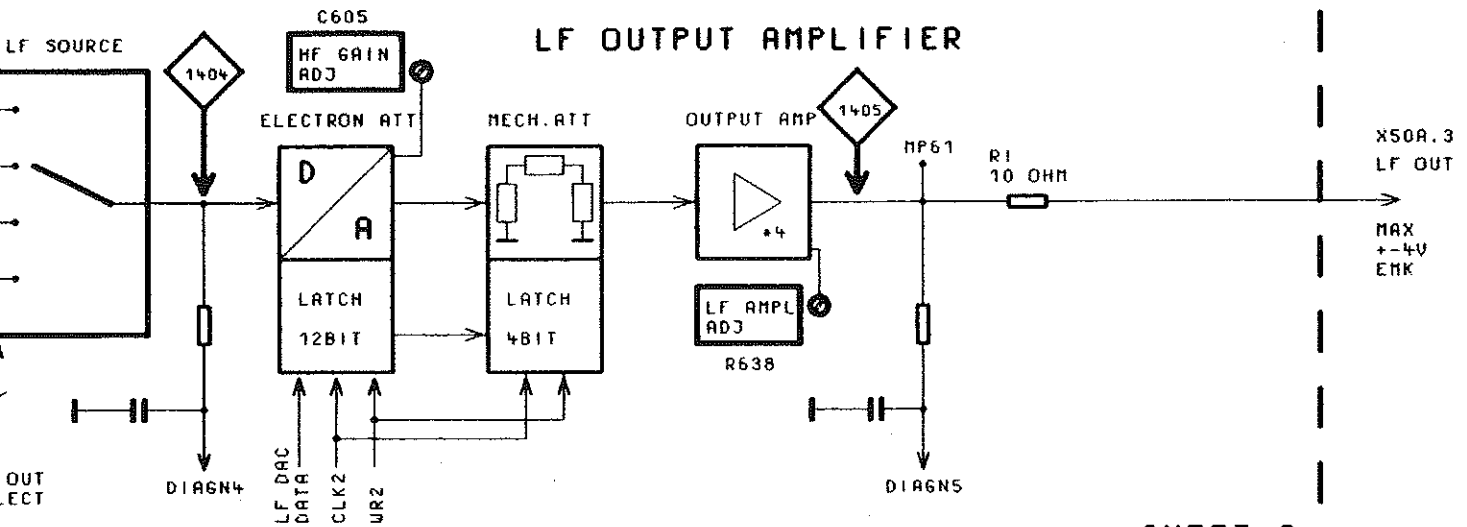 C605
LF OUTPUT AMPLIFIER
LF SOURCE
1404
HF GAIN
ADJ
1405
ELECTRON ATT
MECH.ATT
OUTPUT AMP
MP61
R1
10 OHM
X50A.3
LF OUT
D
A
*4
MAX
+-4V
EMK
LATCH
12BIT
LATCH
4BIT
LF AMPL
ADJ
R638
OUT
LECT
DIAGN4
LF DAC
DATA
CLK2
WR2
DIAGN5